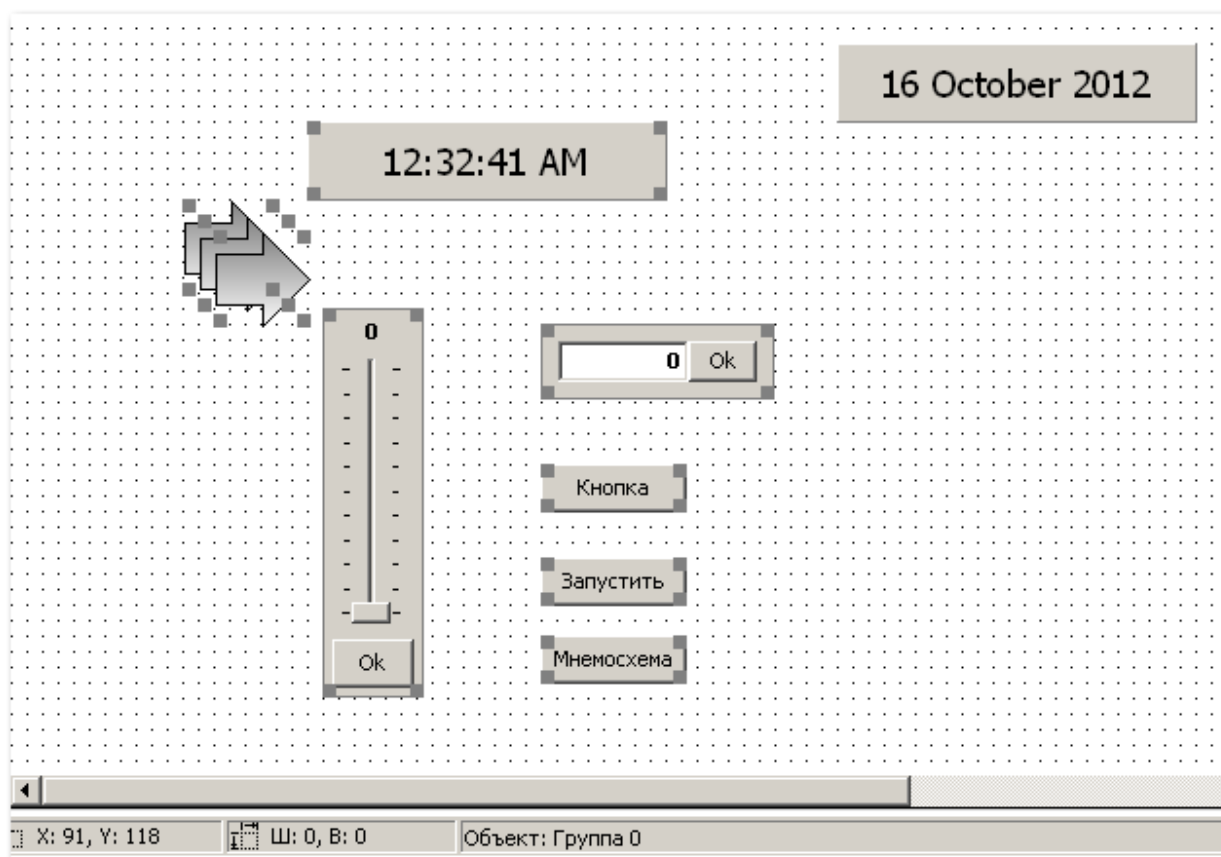 16 October 2012
12:32:41 AM
0
0 Ok
Кнопка
Запустить
Ok
Мнемосхема
X: 91, Y: 118 Ш: 0, В: 0 Объект: Группа 0